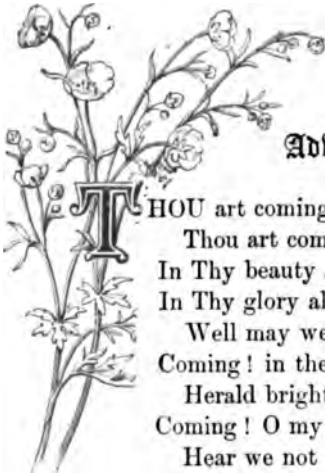 Adv
THOU art coming
Thou art com
In Thy beauty
In Thy glory al
Well may we
Coming! in the
Herald bright
Coming! O my
Hear we not